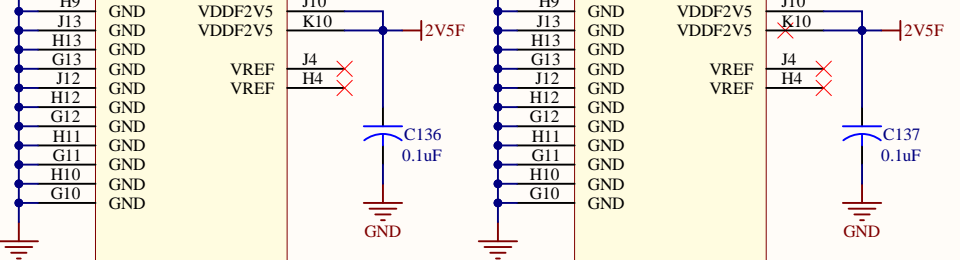 H9 GND VDDF2V5 J10
J13 GND VDDF2V5 K10 2V5F
H13 GND
G13 GND VREF J4
J12 GND VREF H4
H12 GND
G12 GND C136
H11 GND 0.1uF
G11 GND
H10 GND
G10 GND
GND
H9 GND VDDF2V5 J10
J13 GND VDDF2V5 K10 2V5F
H13 GND
G13 GND VREF J4
J12 GND VREF H4
H12 GND
G12 GND C137
H11 GND 0.1uF
G11 GND
H10 GND
G10 GND
GND